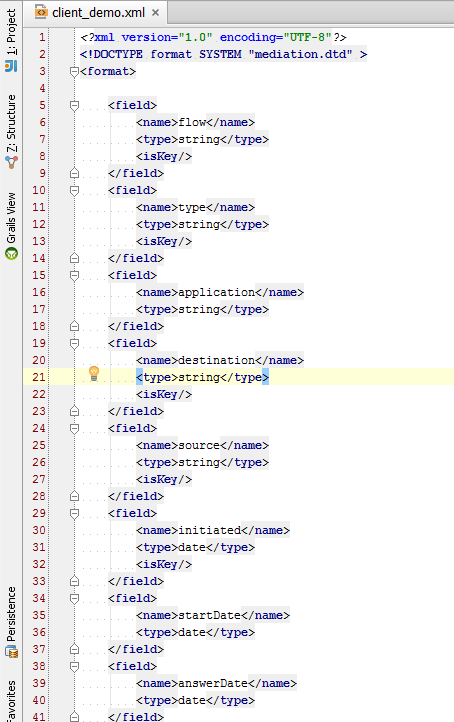 client_demo.xml
1: Project
Z: Structure
Grails View
Persistence
Favorites
1 <?xml version="1.0" encoding="UTF-8"?>
2 <!DOCTYPE format SYSTEM "mediation.dtd" >
3 <format>
4
5 <field>
6 <name>flow</name>
7 <type>string</type>
8 <isKey/>
9 </field>
10 <field>
11 <name>type</name>
12 <type>string</type>
13 <isKey/>
14 </field>
15 <field>
16 <name>application</name>
17 <type>string</type>
18 </field>
19 <field>
20 <name>destination</name>
21 <type>string</type>
22 <isKey/>
23 </field>
24 <field>
25 <name>source</name>
26 <type>string</type>
27 <isKey/>
28 </field>
29 <field>
30 <name>initiated</name>
31 <type>date</type>
32 <isKey/>
33 </field>
34 <field>
35 <name>startDate</name>
36 <type>date</type>
37 </field>
38 <field>
39 <name>answerDate</name>
40 <type>date</type>
41 </field>